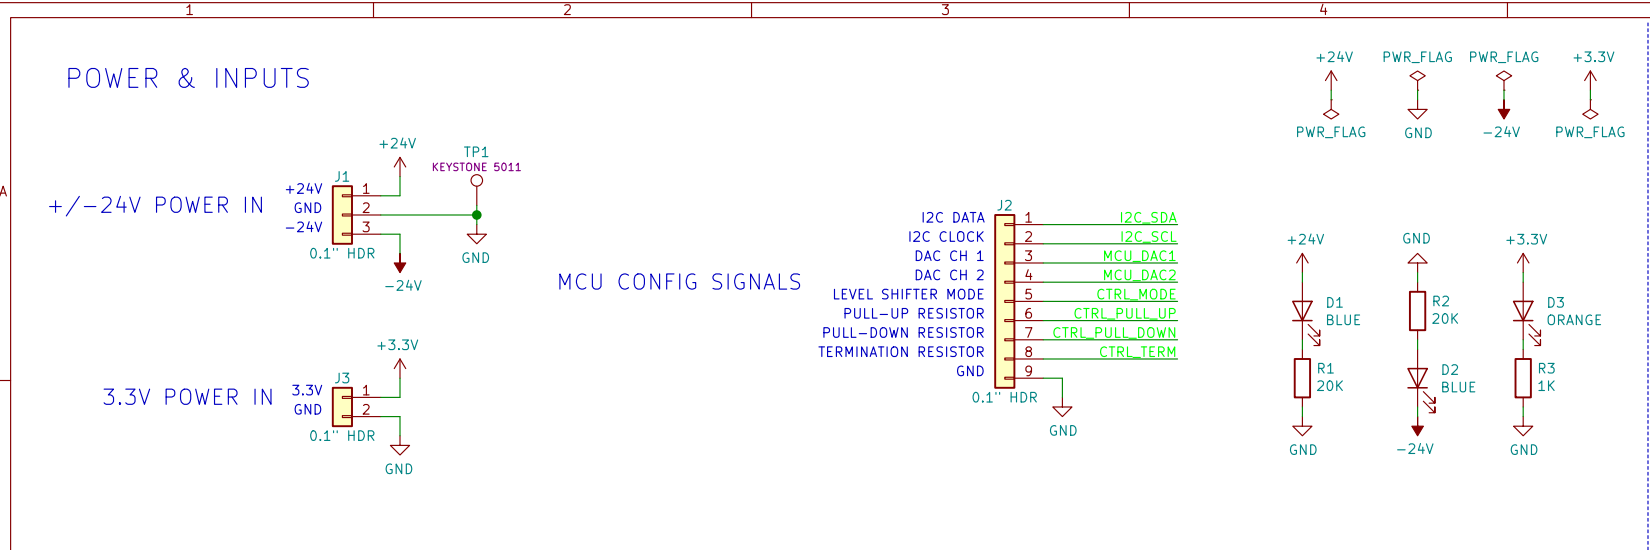 1 2 3 4
POWER & INPUTS
+24V PWR_FLAG PWR_FLAG +3.3V
PWR_FLAG GND -24V PWR_FLAG
A
+/-24V POWER IN
+24V
TP1
KEYSTONE 5011
J1
+24V 1
GND 2
-24V 3
0.1" HDR
GND
-24V
3.3V POWER IN
+3.3V
J3
3.3V 1
GND 2
0.1" HDR
GND
MCU CONFIG SIGNALS
J2
I2C DATA 1 I2C_SDA
I2C CLOCK 2 I2C_SCL
DAC CH 1 3 MCU_DAC1
DAC CH 2 4 MCU_DAC2
LEVEL SHIFTER MODE 5 CTRL_MODE
PULL-UP RESISTOR 6 CTRL_PULL_UP
PULL-DOWN RESISTOR 7 CTRL_PULL_DOWN
TERMINATION RESISTOR 8 CTRL_TERM
GND 9
0.1" HDR
GND
+24V
D1
BLUE
R1
20K
GND
GND
R2
20K
D2
BLUE
-24V
+3.3V
D3
ORANGE
R3
1K
GND